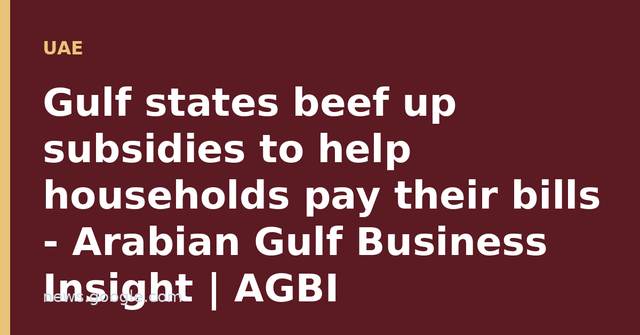 UAE
Gulf states beef up
subsidies to help
households pay their bills
- Arabian Gulf Business
Insight | AGBI
news.google.com